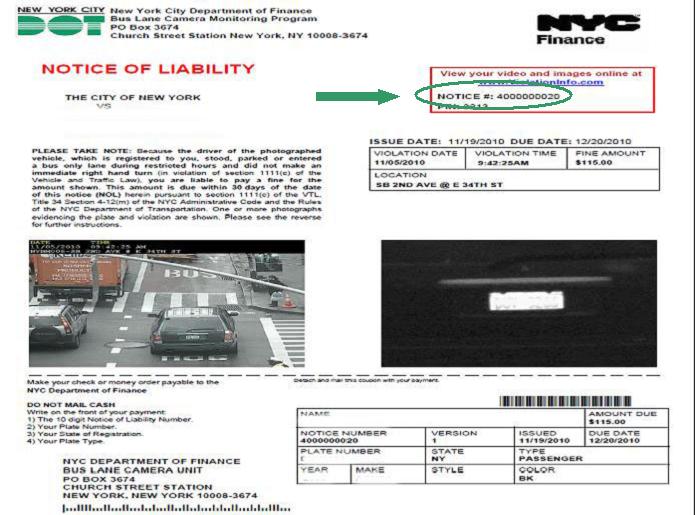 NEW YORK CITY
DOT
New York City Department of Finance
Bus Lane Camera Monitoring Program
PO Box 3674
Church Street Station New York, NY 10008-3674
NYC
Finance
NOTICE OF LIABILITY
View your video and images online at
NOTICE #: 4000000020
THE CITY OF NEW YORK
VS
ISSUE DATE: 11/19/2010 DUE DATE: 12/20/2010
VIOLATION DATE VIOLATION TIME FINE AMOUNT
11/05/2010 9:42:25AM $115.00
LOCATION
SB 2ND AVE @ E 34TH ST
PLEASE TAKE NOTE: Because the driver of the photographed
vehicle, which is registered to you, stood, parked or entered
a bus only lane during restricted hours and did not make an
immediate right hand turn (in violation of section 1111(c) of the
Vehicle and Traffic Law), you are liable to pay a fine for the
amount shown. This amount is due within 30 days of the date
of this notice (NOL) herein pursuant to section 1111(c) of the VTL,
Title 34 Section 4-12(m) of the NYC Administrative Code and the Rules
of the NYC Department of Transportation. One or more photographs
evidencing the plate and violation are shown. Please see the reverse
for further instructions.
DATE TIME
11/05/2010 09:42:25 AM
SB 2ND AVE @ E 34TH ST
BUS
Make your check or money order payable to the
NYC Department of Finance
Detach and mail this coupon with your payment.
DO NOT MAIL CASH
Write on the front of your payment:
1) The 10 digit Notice of Liability Number.
2) Your Plate Number.
3) Your State of Registration.
4) Your Plate Type.
NAME AMOUNT DUE
$115.00
NOTICE NUMBER VERSION ISSUED DUE DATE
4000000020 1 11/19/2010 12/20/2010
PLATE NUMBER STATE TYPE
NY PASSENGER
YEAR MAKE STYLE COLOR
BK
NYC DEPARTMENT OF FINANCE
BUS LANE CAMERA UNIT
PO BOX 3674
CHURCH STREET STATION
NEW YORK, NEW YORK 10008-3674